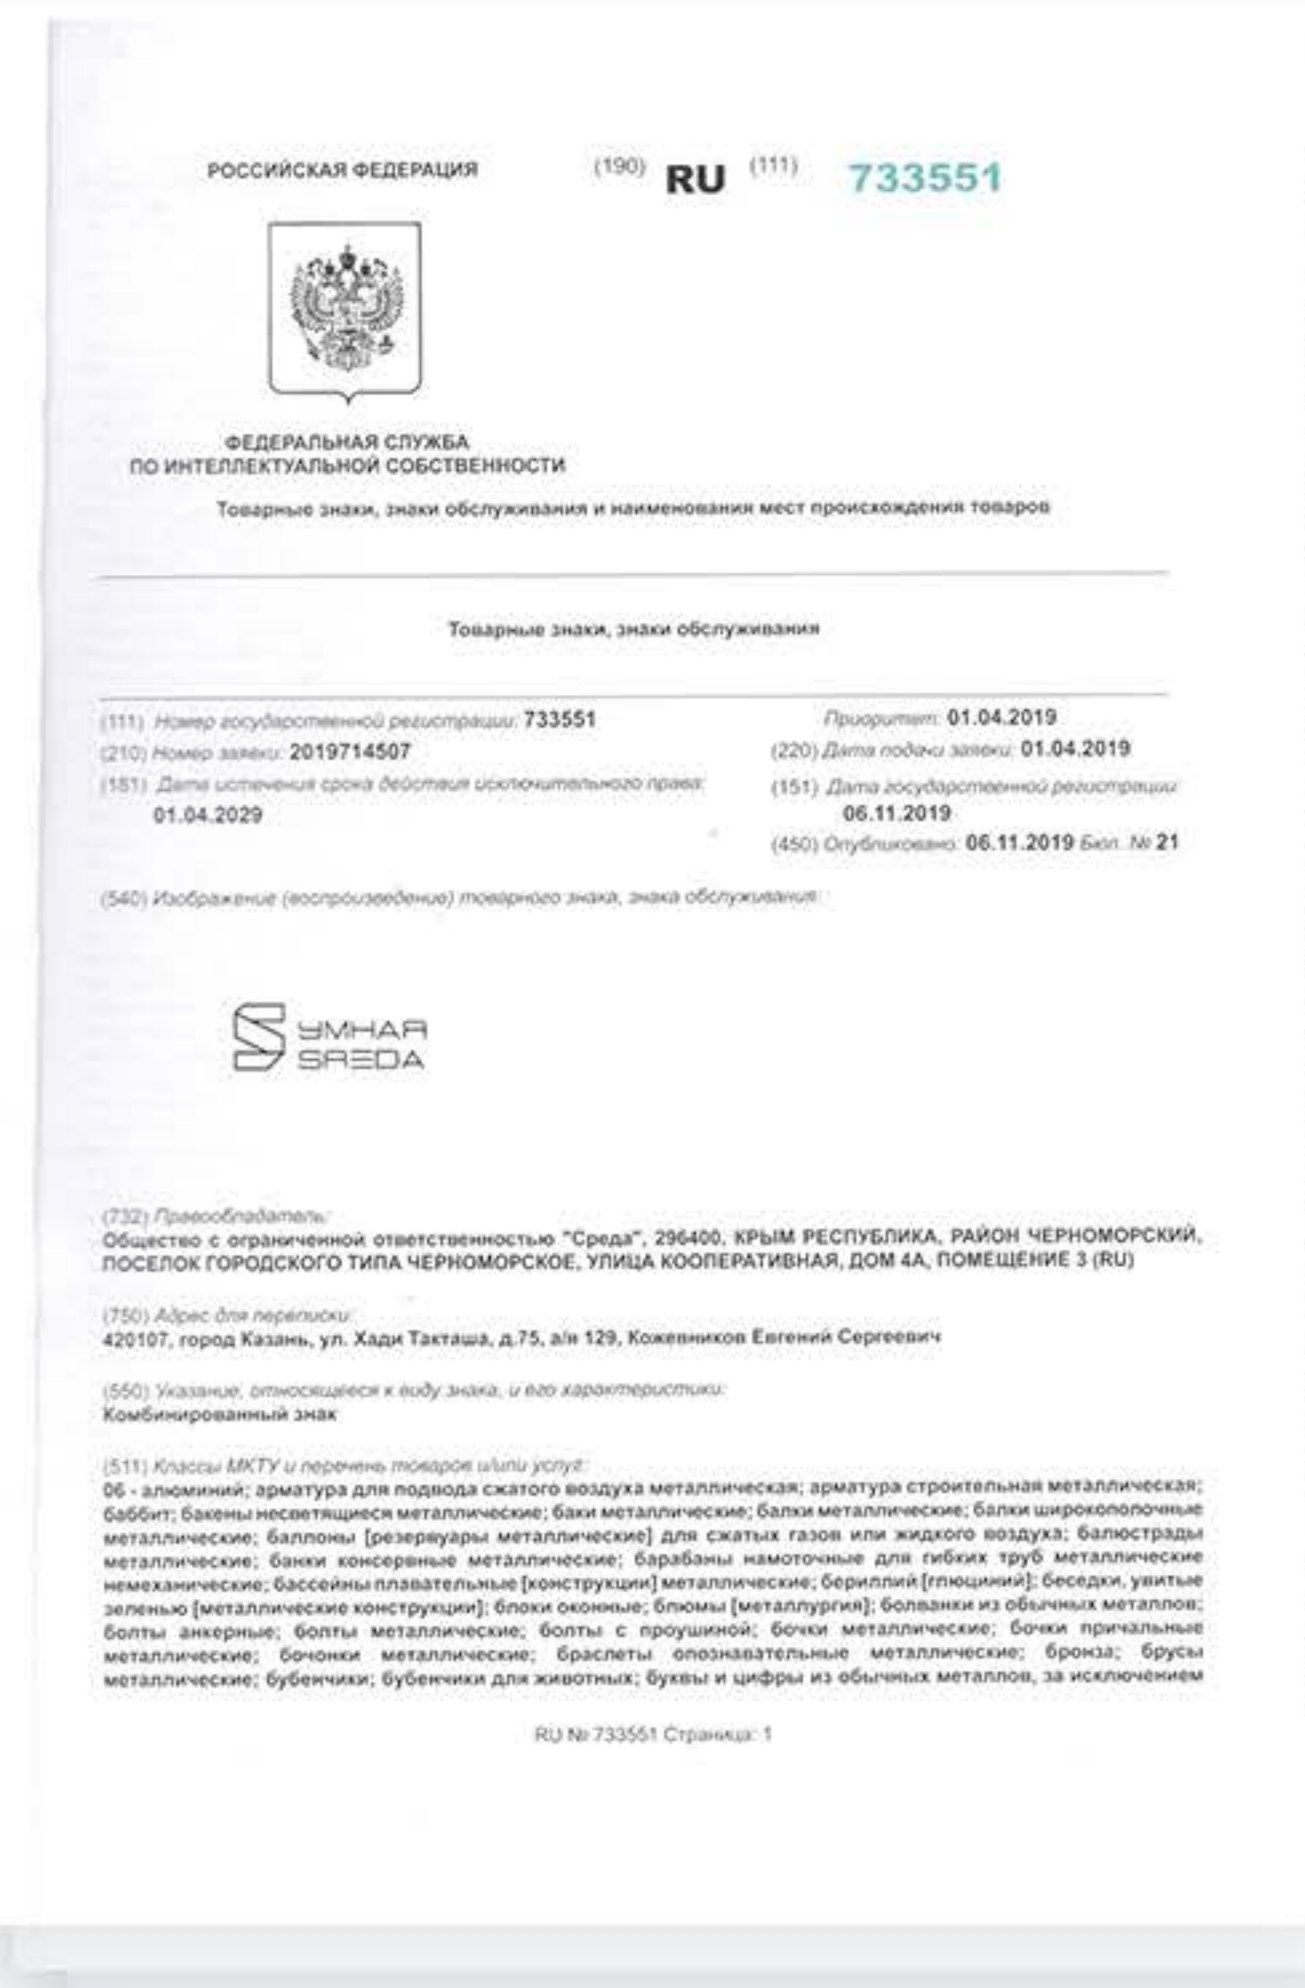 РОССИЙСКАЯ ФЕДЕРАЦИЯ
(190) RU (111) 733551
ФЕДЕРАЛЬНАЯ СЛУЖБА
ПО ИНТЕЛЛЕКТУАЛЬНОЙ СОБСТВЕННОСТИ
Товарные знаки, знаки обслуживания и наименования мест происхождения товаров
Товарные знаки, знаки обслуживания
(111) Номер государственной регистрации: 733551
(210) Номер заявки: 2019714507
(181) Дата истечения срока действия исключительного права:
01.04.2029
Приоритет: 01.04.2019
(220) Дата подачи заявки: 01.04.2019
(151) Дата государственной регистрации:
06.11.2019
(450) Опубликовано: 06.11.2019 Бюл. № 21
(540) Изображение (воспроизведение) товарного знака, знака обслуживания:
УМНАЯ
SREDA
(732) Правообладатель:
Общество с ограниченной ответственностью "Среда", 296400, КРЫМ РЕСПУБЛИКА, РАЙОН ЧЕРНОМОРСКИЙ,
ПОСЕЛОК ГОРОДСКОГО ТИПА ЧЕРНОМОРСКОЕ, УЛИЦА КООПЕРАТИВНАЯ, ДОМ 4А, ПОМЕЩЕНИЕ 3 (RU)
(750) Адрес для переписки:
420107, город Казань, ул. Хади Такташа, д.75, а/я 129, Кожевников Евгений Сергеевич
(550) Указание, относящееся к виду знака, и его характеристики:
Комбинированный знак
(511) Классы МКТУ и перечень товаров и/или услуг:
06 - алюминий; арматура для подвода сжатого воздуха металлическая; арматура строительная металлическая;
баббит; бакены несветящиеся металлические; баки металлические; балки металлические; балки широкополочные
металлические; баллоны [резервуары металлические] для сжатых газов или жидкого воздуха; балюстрады
металлические; банки консервные металлические; барабаны намоточные для гибких труб металлические
немеханические; бассейны плавательные [конструкции] металлические; бериллий [глюциний]; беседки, увитые
зеленью [металлические конструкции]; блоки оконные; блюмы [металлургия]; болванки из обычных металлов;
болты анкерные; болты металлические; болты с проушиной; бочки металлические; бочки причальные
металлические; бочонки металлические; браслеты опознавательные металлические; бронза; брусы
металлические; бубенчики; бубенчики для животных; буквы и цифры из обычных металлов, за исключением
RU № 733551 Страница: 1